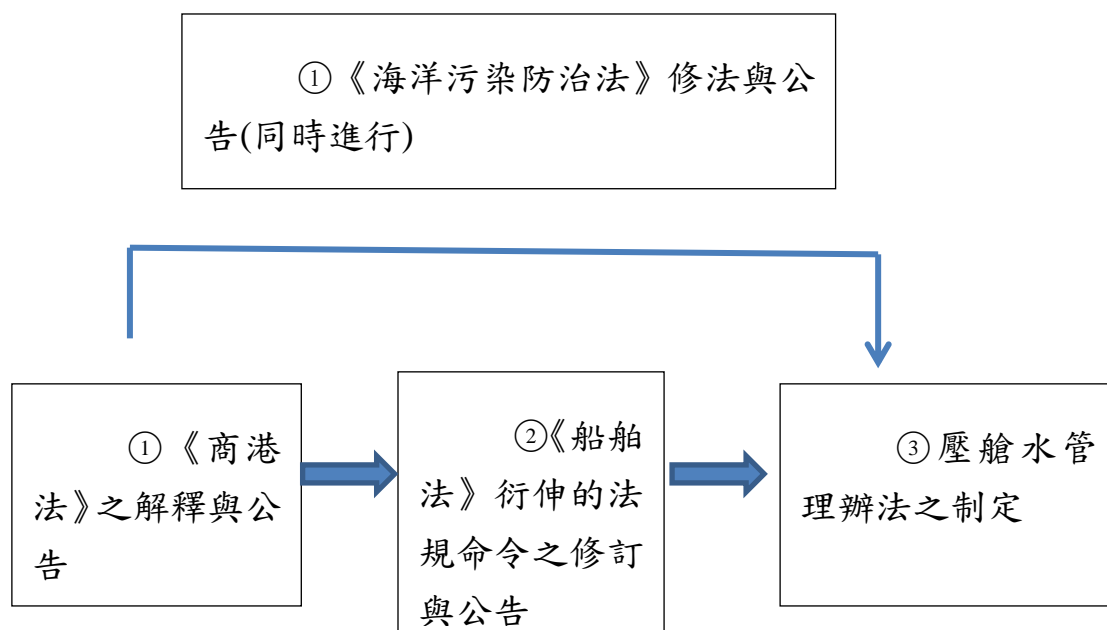 ①《海洋污染防治法》修法與公
告(同時進行)
①《商港
法》之解釋與公
告
②《船舶
法》衍伸的法
規命令之修訂
與公告
③壓艙水管
理辦法之制定